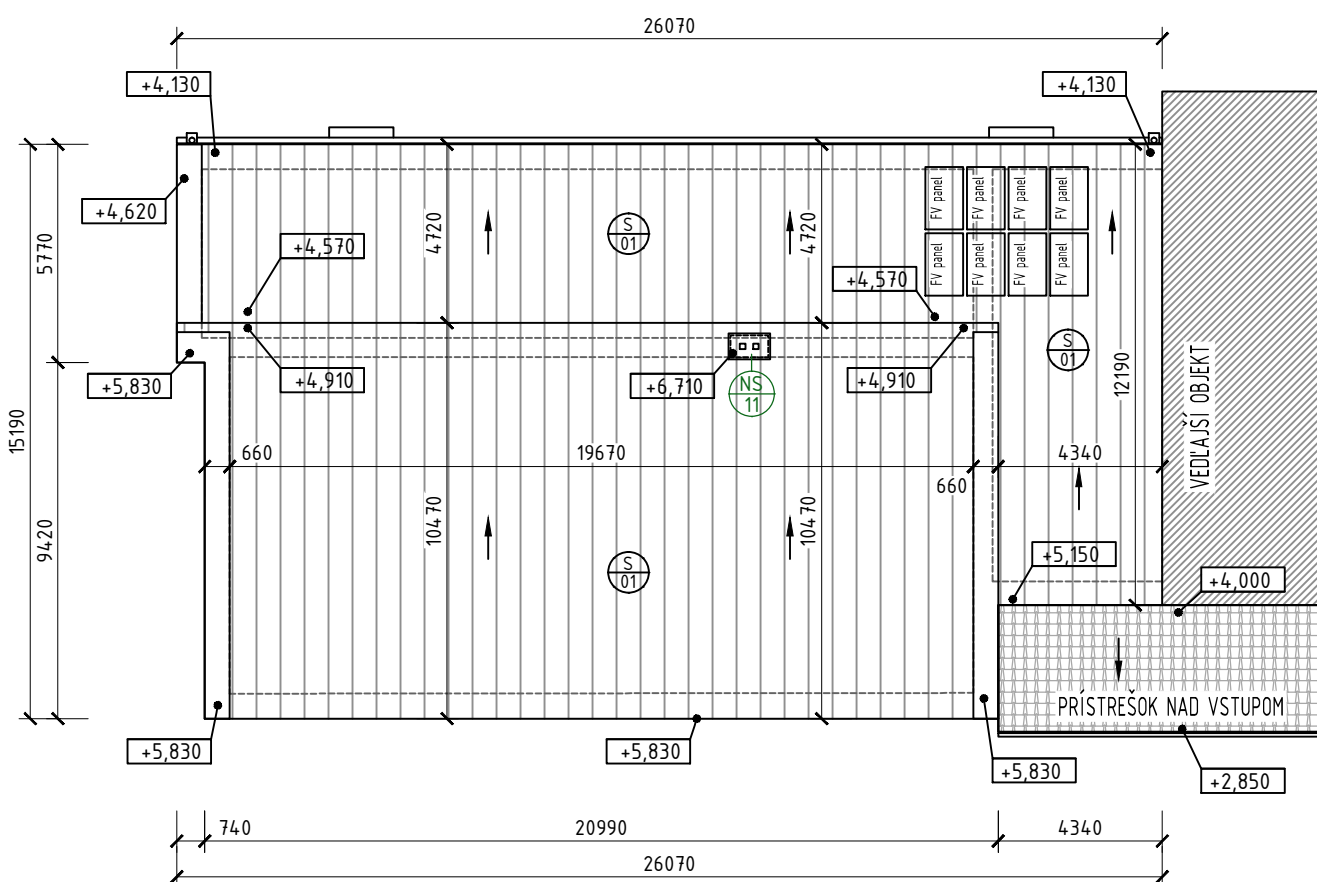 26070
+4,130
+4,130
+4,620
5770
4720
4720
S
01
FV panel
FV panel
FV panel
FV panel
FV panel
FV panel
FV panel
FV panel
+4,570
+4,570
S
01
12190
VEDĽAJŠÍ OBJEKT
+5,830
+4,910
+6,710
NS
11
+4,910
15190
9420
660
19670
660
4340
10470
10470
S
01
+5,150
+4,000
PRÍSTREŠOK NAD VSTUPOM
+5,830
+5,830
+5,830
+2,850
740
20990
4340
26070